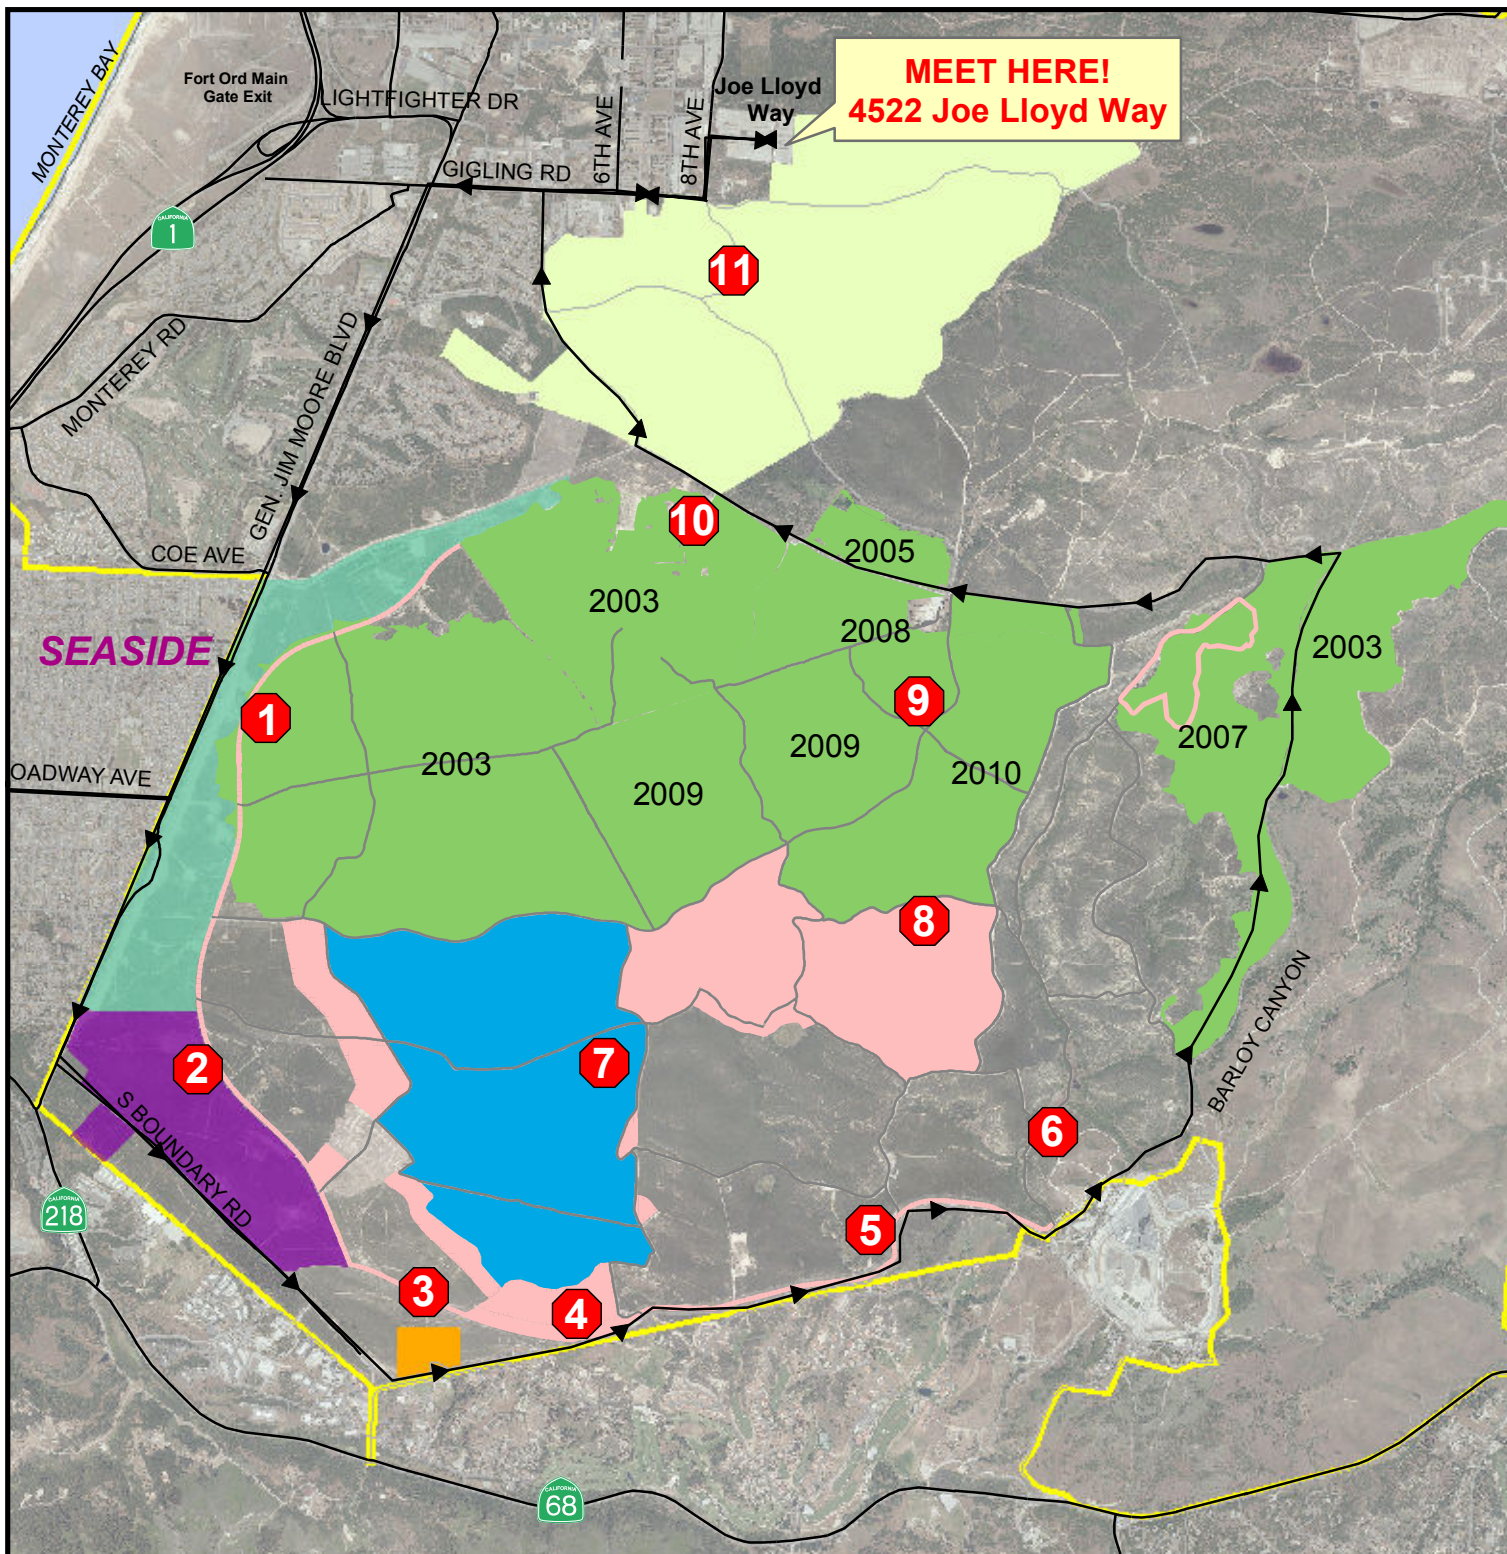 MONTEREY BAY
Fort Ord Main
Gate Exit
LIGHTFIGHTER DR
6TH AVE
8TH AVE
Joe Lloyd
Way
MEET HERE!
4522 Joe Lloyd Way
GIGLING RD
CALIFORNIA
1
11
MONTEREY RD
GEN. JIM MOORE BLVD
COE AVE
10
2005
2003
2008
SEASIDE
2003
1
9
2007
2003
2009
2010
OADWAY AVE
2009
8
BARLOY CANYON
2
7
S BOUNDARY RD
6
CALIFORNIA
218
5
3
4
CALIFORNIA
68